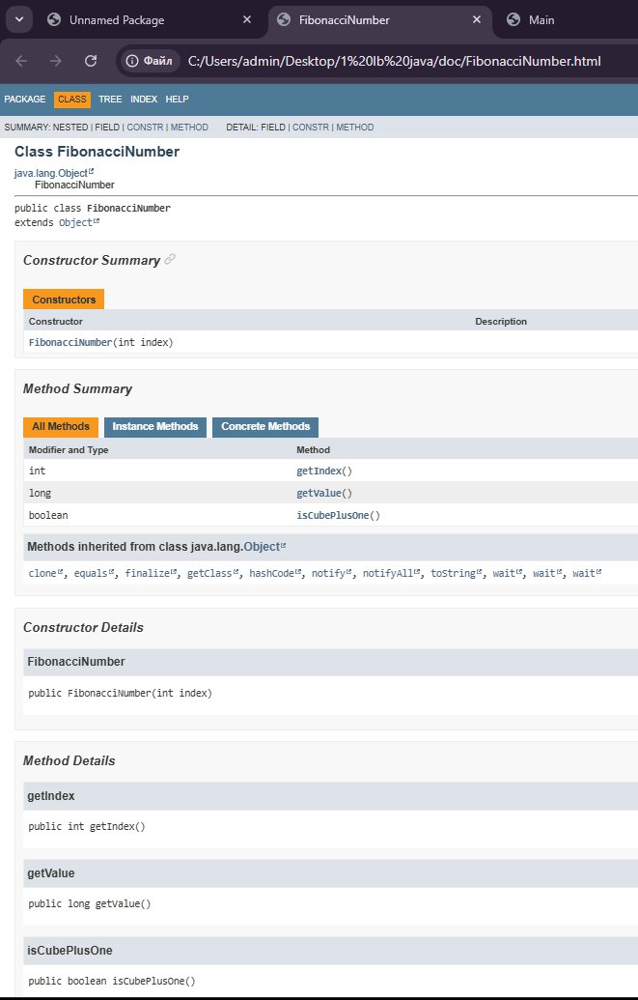 Unnamed Package
FibonacciNumber
Main
Файл C:/Users/admin/Desktop/1%20lb%20java/doc/FibonacciNumber.html
PACKAGE CLASS TREE INDEX HELP
SUMMARY: NESTED | FIELD | CONSTR | METHOD DETAIL: FIELD | CONSTR | METHOD
Class FibonacciNumber
java.lang.Object
FibonacciNumber
public class FibonacciNumber
extends Object
Constructor Summary
Constructors
Constructor Description
FibonacciNumber(int index)
Method Summary
All Methods Instance Methods Concrete Methods
Modifier and Type Method
int getIndex()
long getValue()
boolean isCubePlusOne()
Methods inherited from class java.lang.Object
clone, equals, finalize, getClass, hashCode, notify, notifyAll, toString, wait, wait, wait
Constructor Details
FibonacciNumber
public FibonacciNumber(int index)
Method Details
getIndex
public int getIndex()
getValue
public long getValue()
isCubePlusOne
public boolean isCubePlusOne()